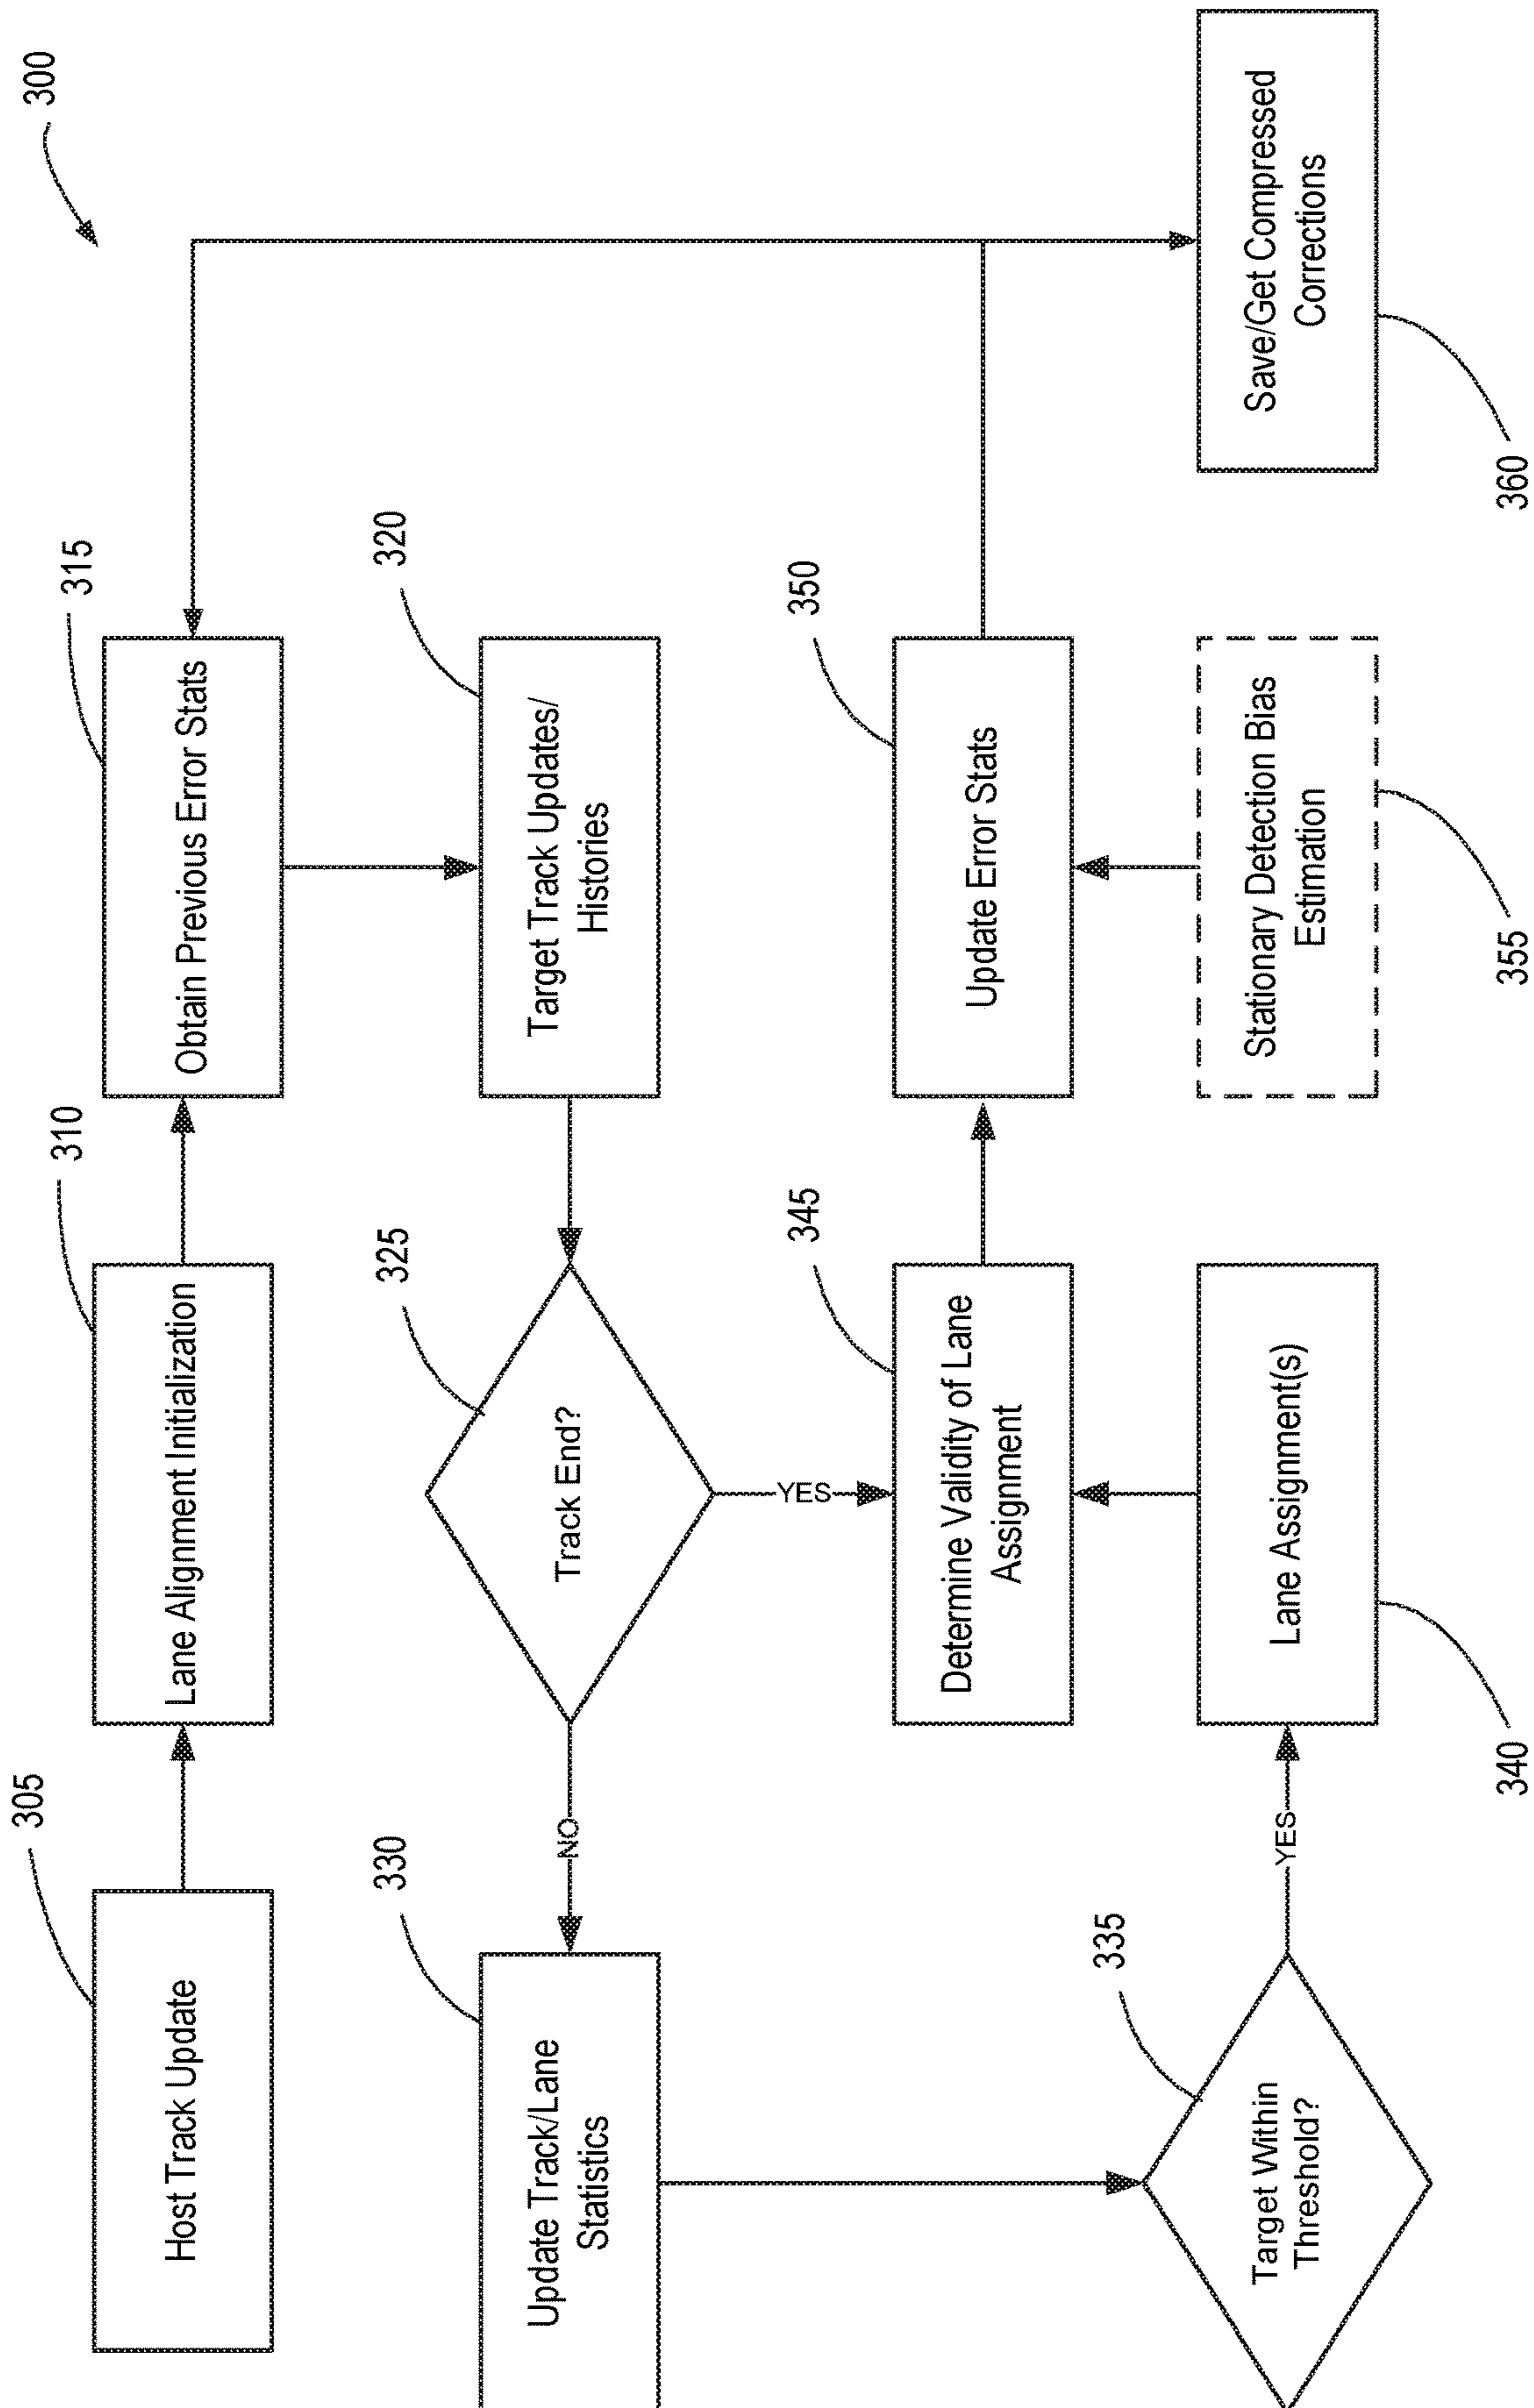 300
305
Host Track Update
310
Lane Alignment Initialization
315
Obtain Previous Error Stats
320
Target Track Updates/
Histories
325
Track End?
NO
YES
330
Update Track/Lane
Statistics
335
Target Within
Threshold?
YES
340
Lane Assignment(s)
345
Determine Validity of Lane
Assignment
350
Update Error Stats
355
Stationary Detection Bias
Estimation
360
Save/Get Compressed
Corrections